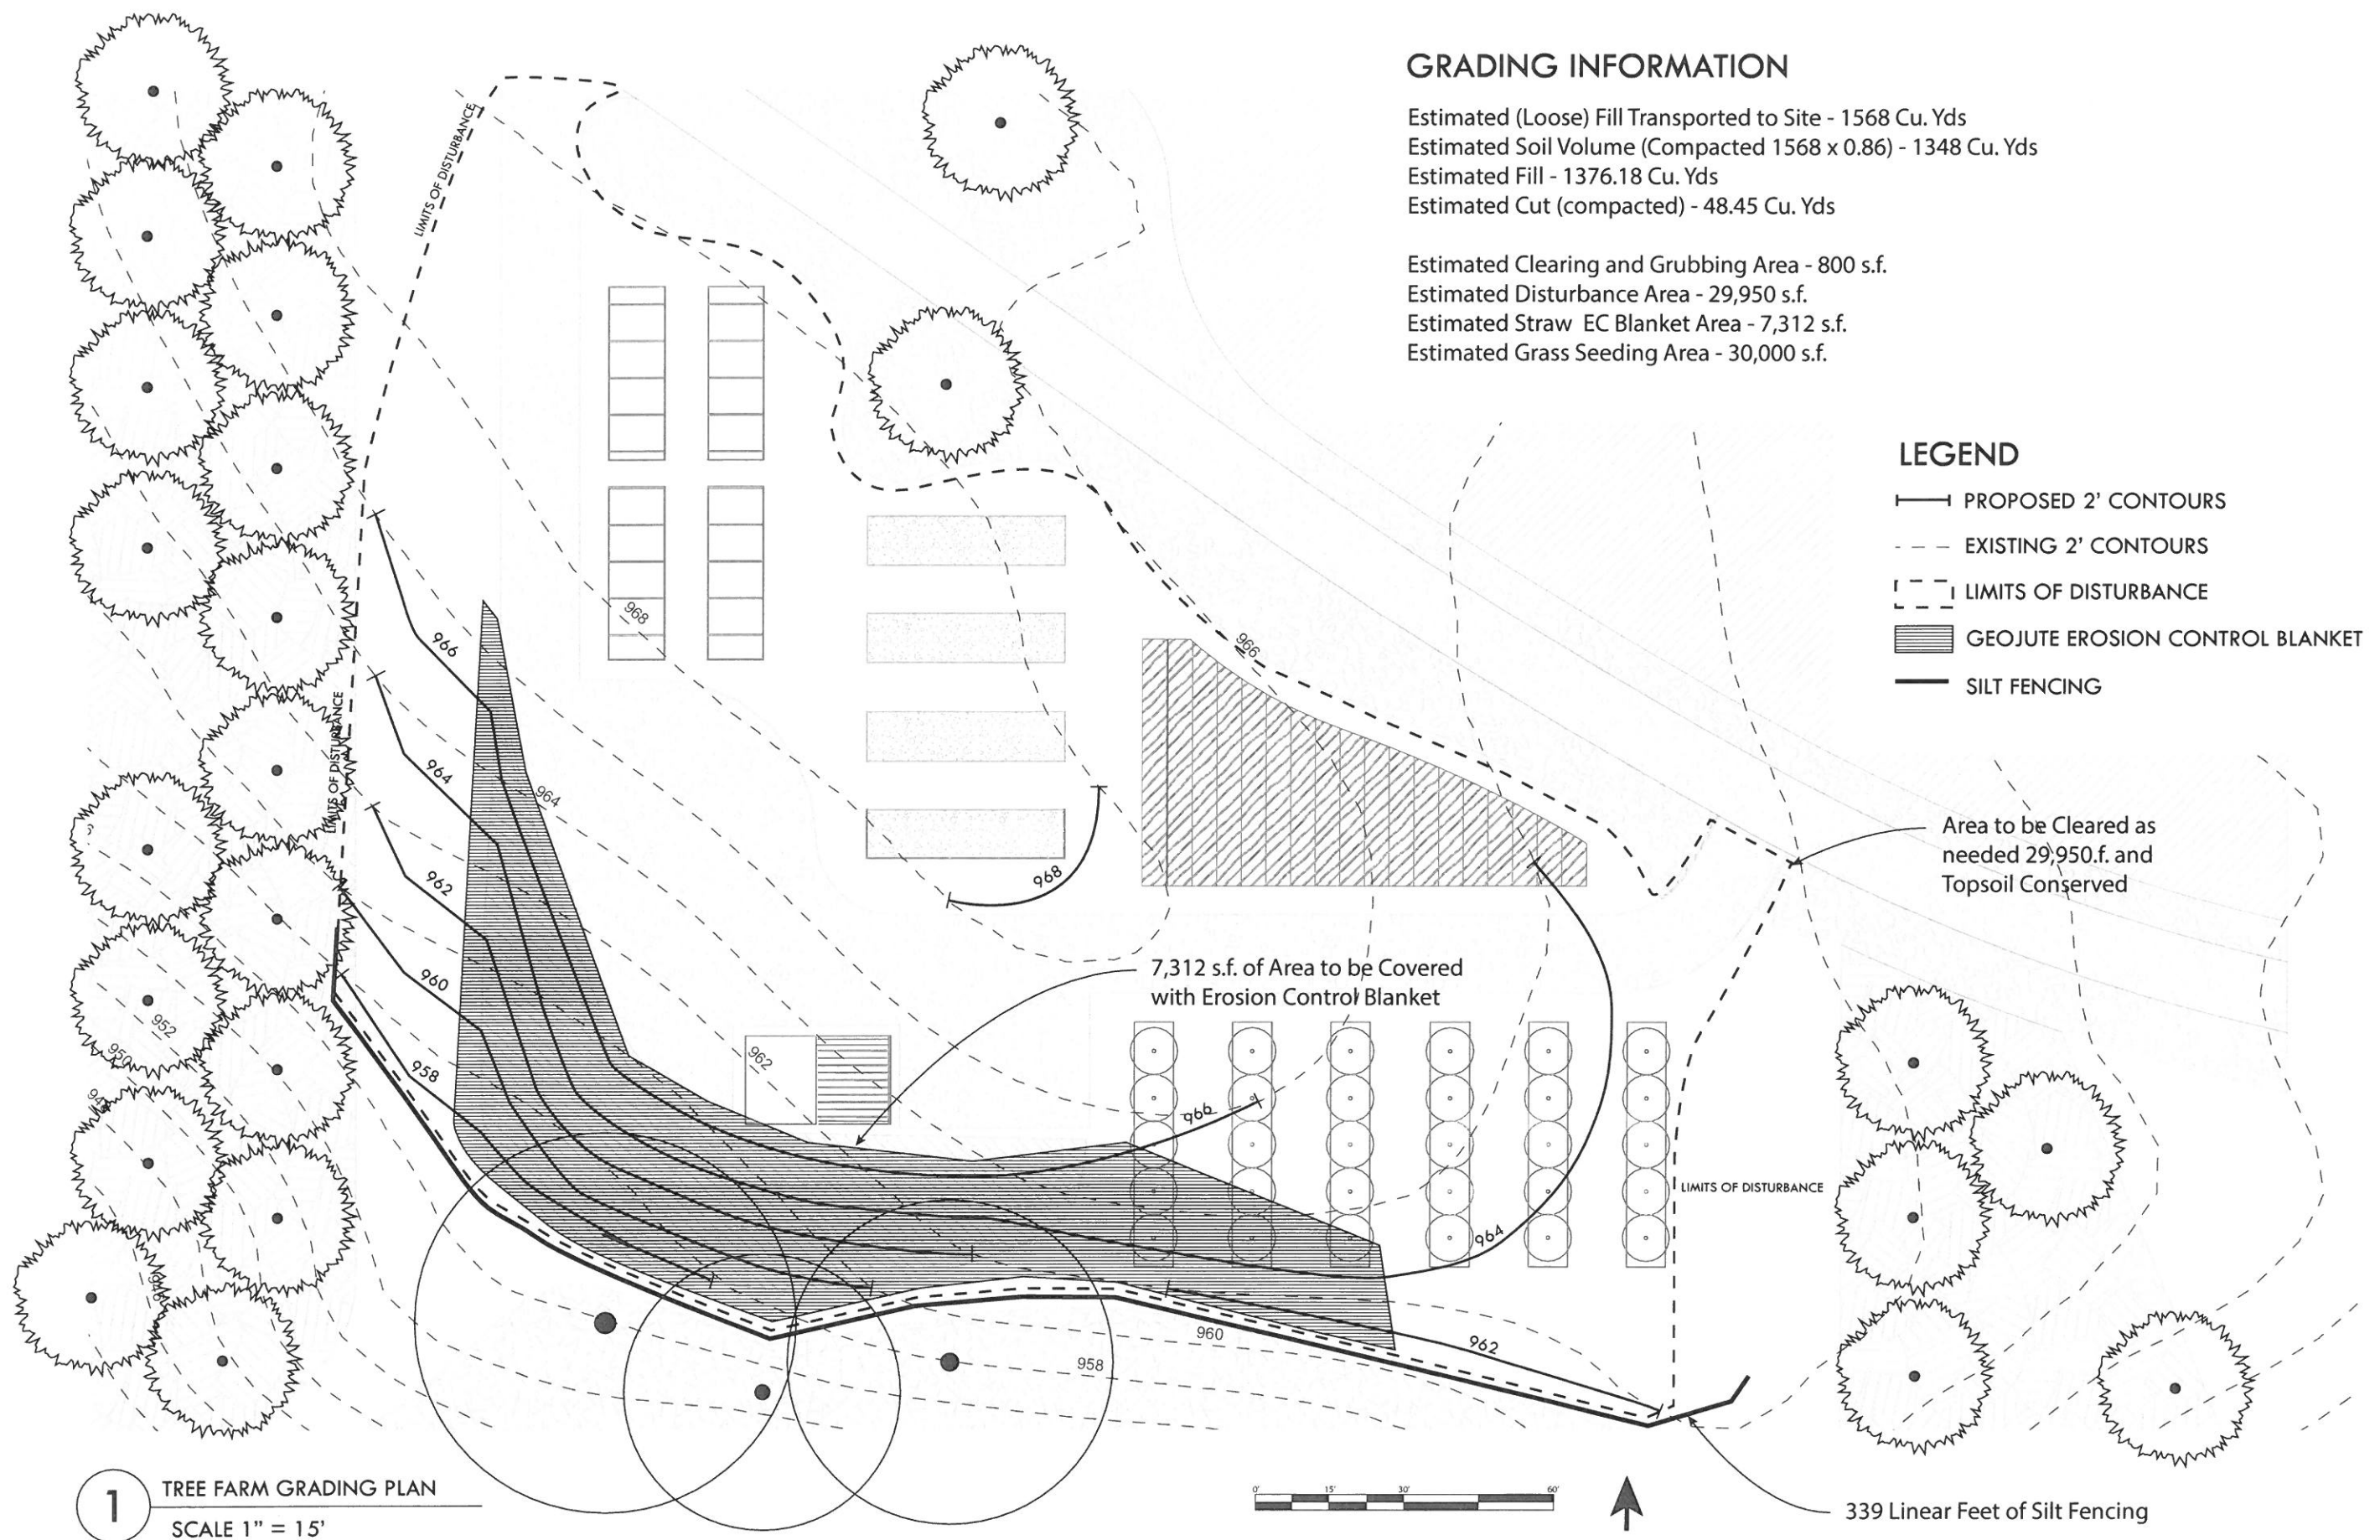 GRADING INFORMATION
Estimated (Loose) Fill Transported to Site - 1568 Cu. Yds
Estimated Soil Volume (Compacted 1568 x 0.86) - 1348 Cu. Yds
Estimated Fill - 1376.18 Cu. Yds
Estimated Cut (compacted) - 48.45 Cu. Yds
Estimated Clearing and Grubbing Area - 800 s.f.
Estimated Disturbance Area - 29,950 s.f.
Estimated Straw EC Blanket Area - 7,312 s.f.
Estimated Grass Seeding Area - 30,000 s.f.
LEGEND
PROPOSED 2' CONTOURS
EXISTING 2' CONTOURS
LIMITS OF DISTURBANCE
GEOJUTE EROSION CONTROL BLANKET
SILT FENCING
LIMITS OF DISTURBANCE
968
966
966
LIMITS OF DISTURBANCE
964
964
962
968
960
958
962
952
950
Area to be Cleared as
needed 29,950.f. and
Topsoil Conserved
7,312 s.f. of Area to be Covered
with Erosion Control Blanket
966
LIMITS OF DISTURBANCE
964
946
960
962
958
1
TREE FARM GRADING PLAN
SCALE 1" = 15'
0' 15' 30' 60'
339 Linear Feet of Silt Fencing